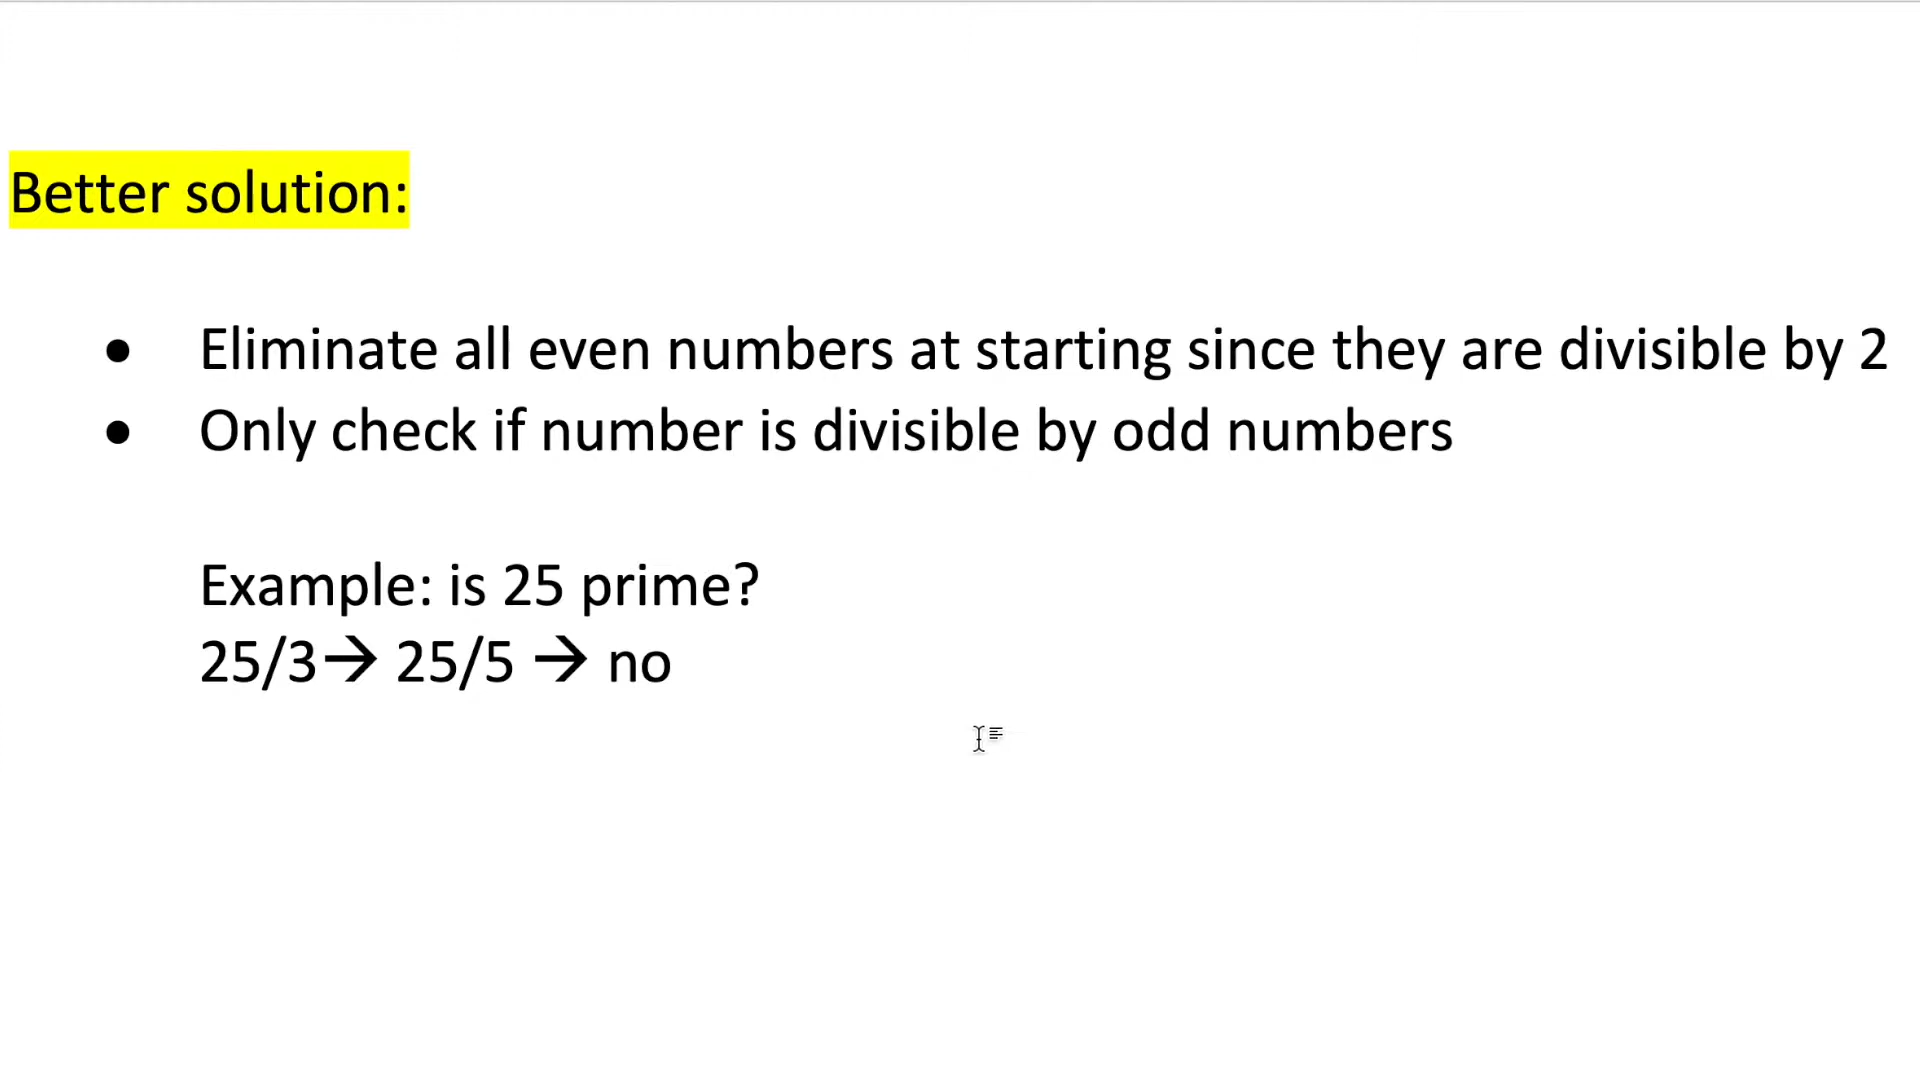 Better solution:
● Eliminate all even numbers at starting since they are divisible by 2
● Only check if number is divisible by odd numbers
Example: is 25 prime?
25/3→ 25/5 → no